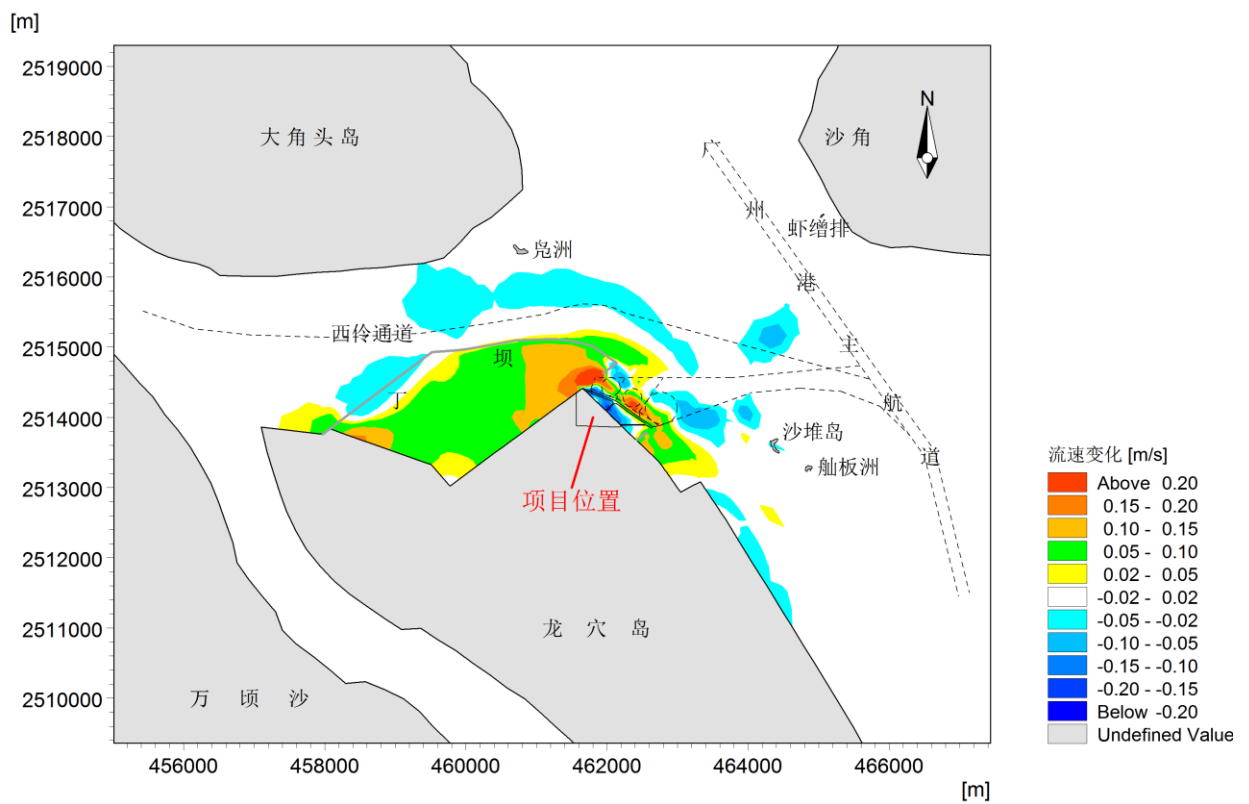 [m]
2519000
2518000
2517000
2516000
2515000
2514000
2513000
2512000
2511000
2510000
大角头岛
沙角
N
广州港主航道
虾缯排
凫洲
西伶通道
丁坝
沙堆岛
舢板洲
项目位置
龙穴岛
万顷沙
456000 458000 460000 462000 464000 466000
[m]
流速变化 [m/s]
Above 0.20
0.15 - 0.20
0.10 - 0.15
0.05 - 0.10
0.02 - 0.05
-0.02 - 0.02
-0.05 - -0.02
-0.10 - -0.05
-0.15 - -0.10
-0.20 - -0.15
Below -0.20
Undefined Value